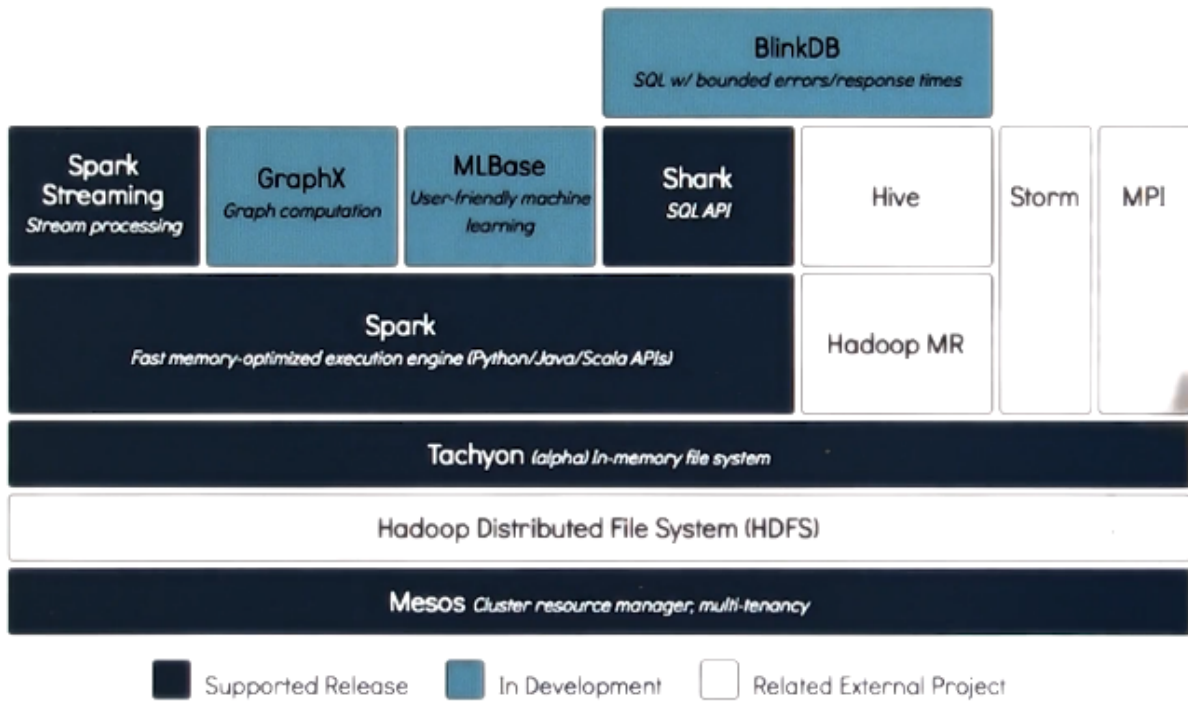 BlinkDB
SQL w/ bounded errors/response times
Spark
Streaming
Stream processing
GraphX
Graph computation
MLBase
User-friendly machine
learning
Shark
SQL API
Hive
Storm
MPI
Spark
Fast memory-optimized execution engine (Python/Java/Scala APIs)
Hadoop MR
Tachyon (alpha) In-memory file system
Hadoop Distributed File System (HDFS)
Mesos Cluster resource manager, multi-tenancy
Supported Release
In Development
Related External Project